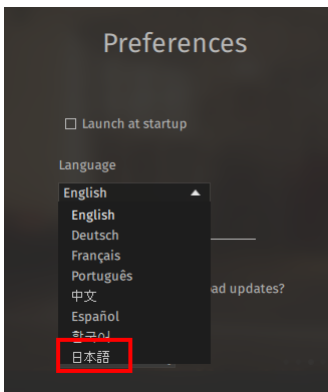 Preferences
Launch at startup
Language
English
English
Deutsch
Français
Português
中文
ad updates?
Español
한국어
日本語